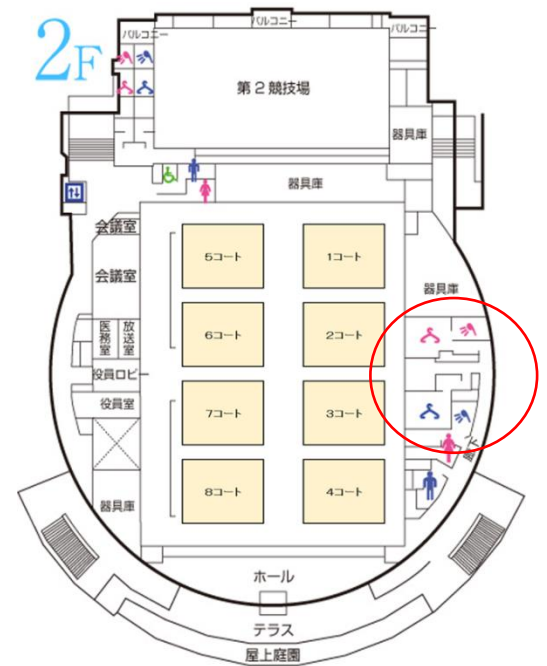 2F
バルコニー
バルコニー
バルコニー
第2競技場
器具庫
器具庫
会議室
5コート
1コート
会議室
器具庫
6コート
2コート
医務室
放送室
役員ロビー
役員室
7コート
3コート
器具庫
8コート
4コート
ホール
テラス
屋上庭園